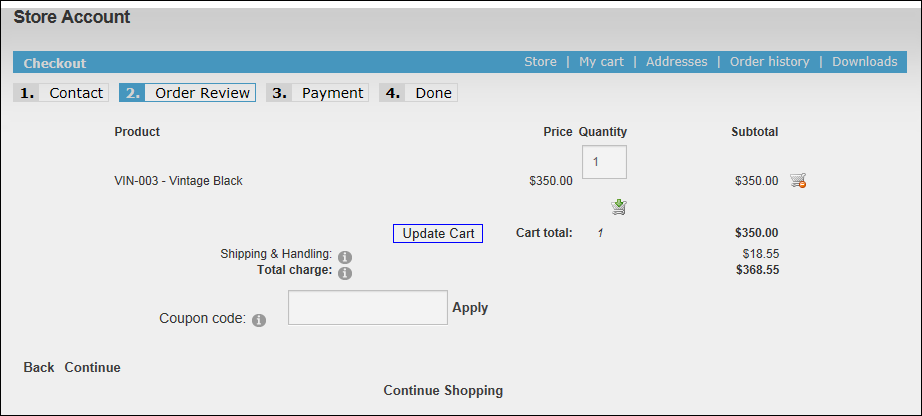 Store Account
Checkout Store | My cart | Addresses | Order history | Downloads
1. Contact 2. Order Review 3. Payment 4. Done
Product Price Quantity Subtotal
VIN-003 - Vintage Black $350.00 1 $350.00
Update Cart Cart total: 1 $350.00
Shipping & Handling: $18.55
Total charge: $368.55
Coupon code: Apply
Back Continue
Continue Shopping